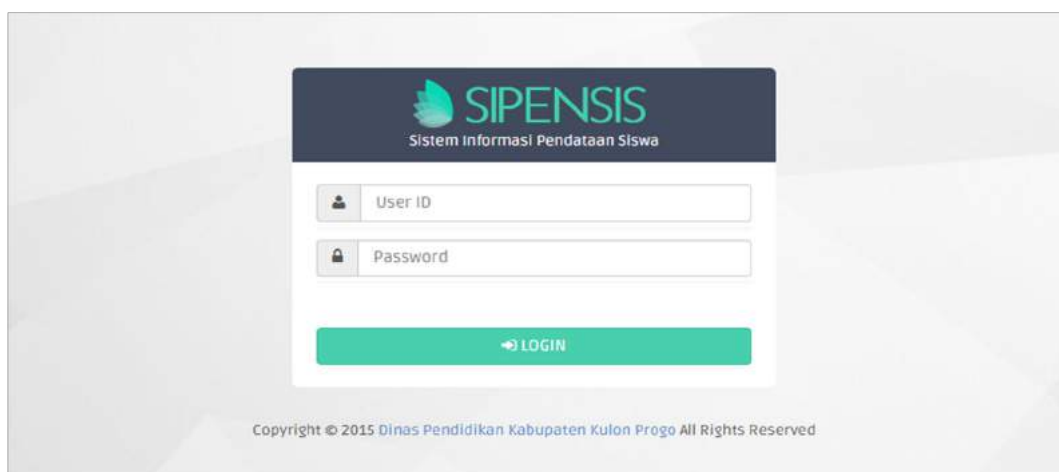 SIPENSIS
Sistem Informasi Pendataan Siswa
User ID
Password
LOGIN
Copyright © 2015 Dinas Pendidikan Kabupaten Kulon Progo All Rights Reserved